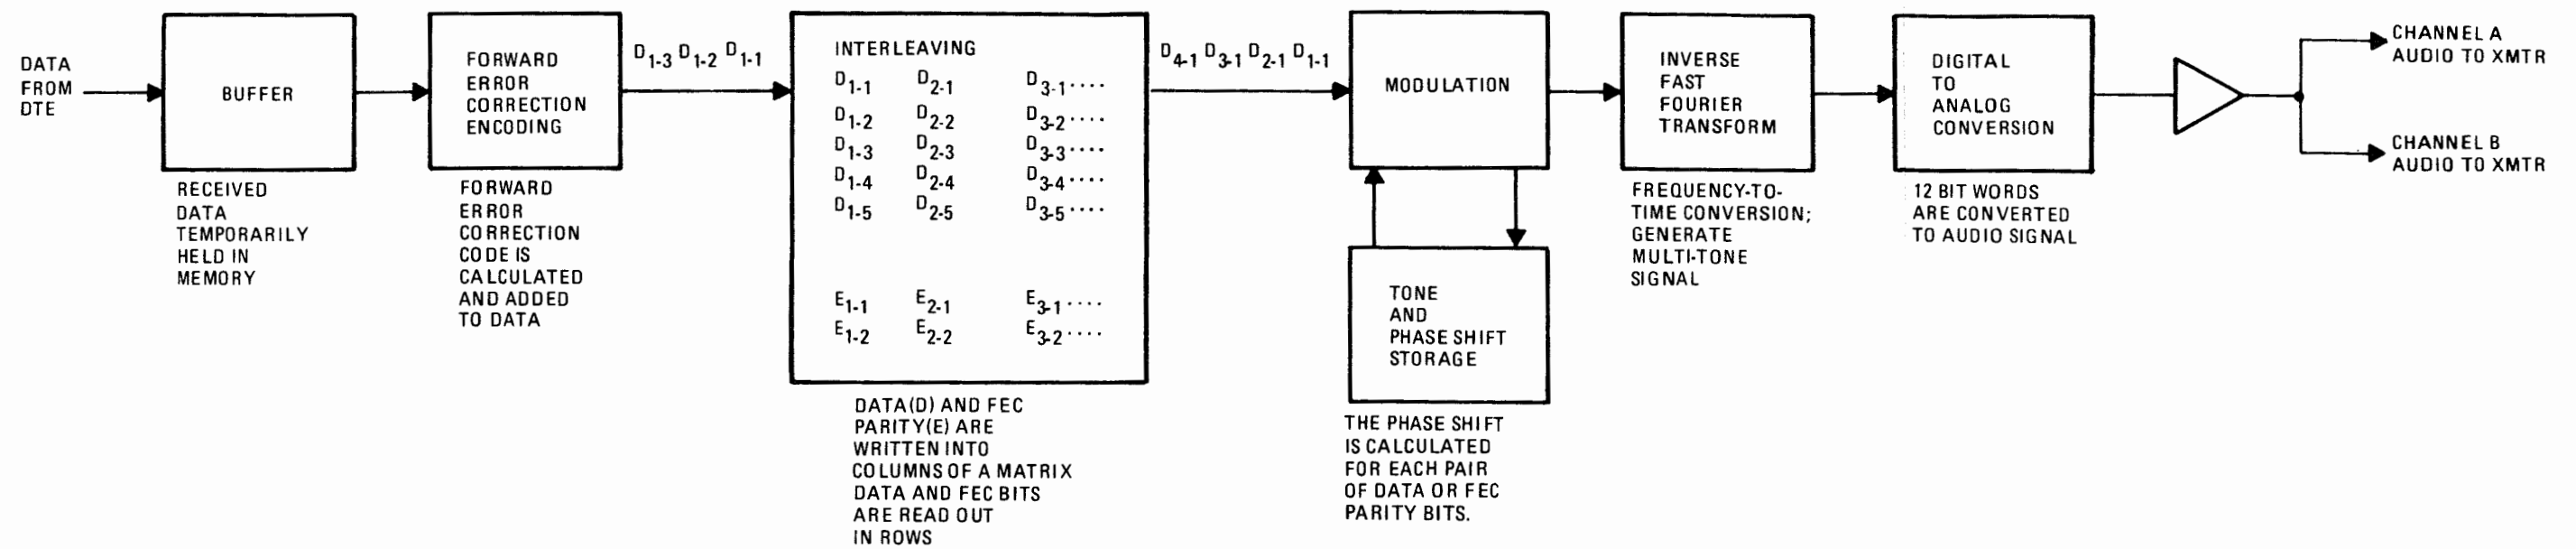 DATA
FROM
DTE
BUFFER
RECEIVED
DATA
TEMPORARILY
HELD IN
MEMORY
FORWARD
ERROR
CORRECTION
ENCODING
FORWARD
ERROR
CORRECTION
CODE IS
CALCULATED
AND ADDED
TO DATA
D1-3 D1-2 D1-1
INTERLEAVING
D1-1 D2-1 D3-1....
D1-2 D2-2 D3-2....
D1-3 D2-3 D3-3....
D1-4 D2-4 D3-4....
D1-5 D2-5 D3-5....
E1-1 E2-1 E3-1....
E1-2 E2-2 E3-2....
DATA(D) AND FEC
PARITY(E) ARE
WRITTEN INTO
COLUMNS OF A MATRIX
DATA AND FEC BITS
ARE READ OUT
IN ROWS
D4-1 D3-1 D2-1 D1-1
MODULATION
TONE
AND
PHASE SHIFT
STORAGE
THE PHASE SHIFT
IS CALCULATED
FOR EACH PAIR
OF DATA OR FEC
PARITY BITS.
INVERSE
FAST
FOURIER
TRANSFORM
FREQUENCY-TO-
TIME CONVERSION;
GENERATE
MULTI-TONE
SIGNAL
DIGITAL
TO
ANALOG
CONVERSION
12 BIT WORDS
ARE CONVERTED
TO AUDIO SIGNAL
CHANNEL A
AUDIO TO XMTR
CHANNEL B
AUDIO TO XMTR